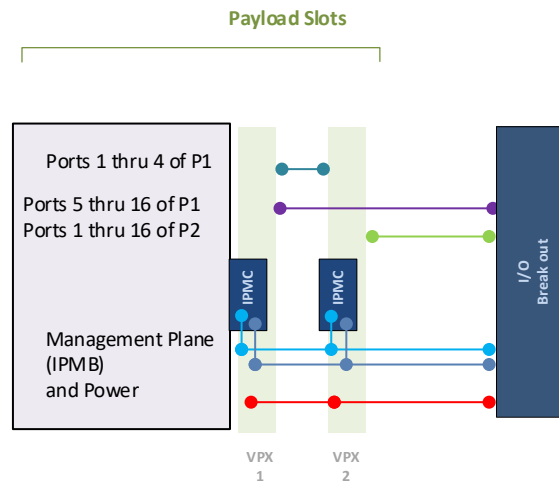 Payload Slots
Ports 1 thru 4 of P1
Ports 5 thru 16 of P1
Ports 1 thru 16 of P2
IPMC
IPMC
I/O
Break out
Management Plane
(IPMB)
and Power
VPX
1
VPX
2